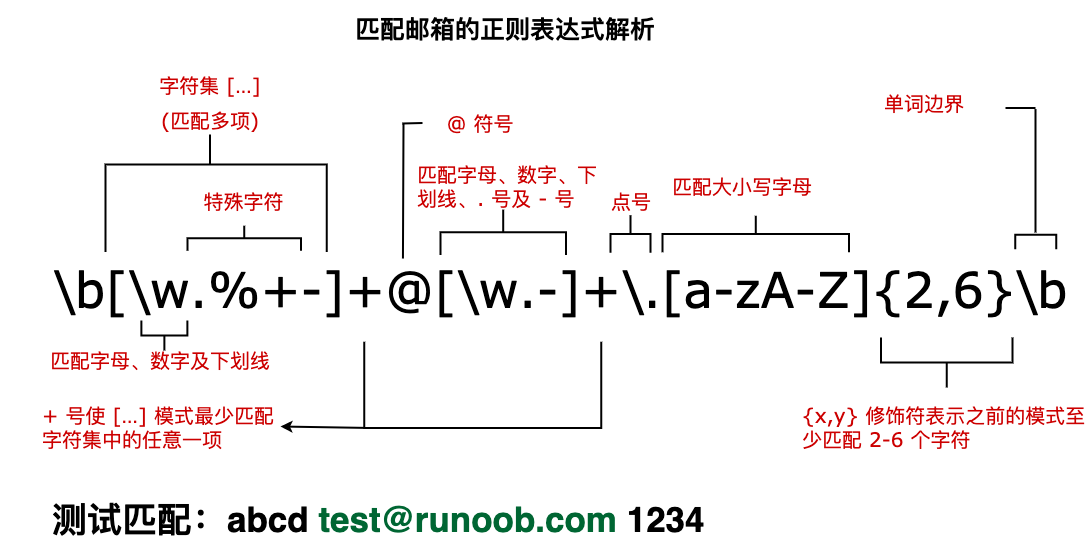 匹配邮箱的正则表达式解析
字符集 [...]
(匹配多项)
@ 符号
单词边界
特殊字符
匹配字母、数字、下
划线、. 号及 - 号
点号
匹配大小写字母
\b[\w.%+-]+@[\w.-]+\.[a-zA-Z]{2,6}\b
匹配字母、数字及下划线
+ 号使 [...] 模式最少匹配
字符集中的任意一项
{x,y} 修饰符表示之前的模式至
少匹配 2-6 个字符
测试匹配：abcd test@runoob.com 1234